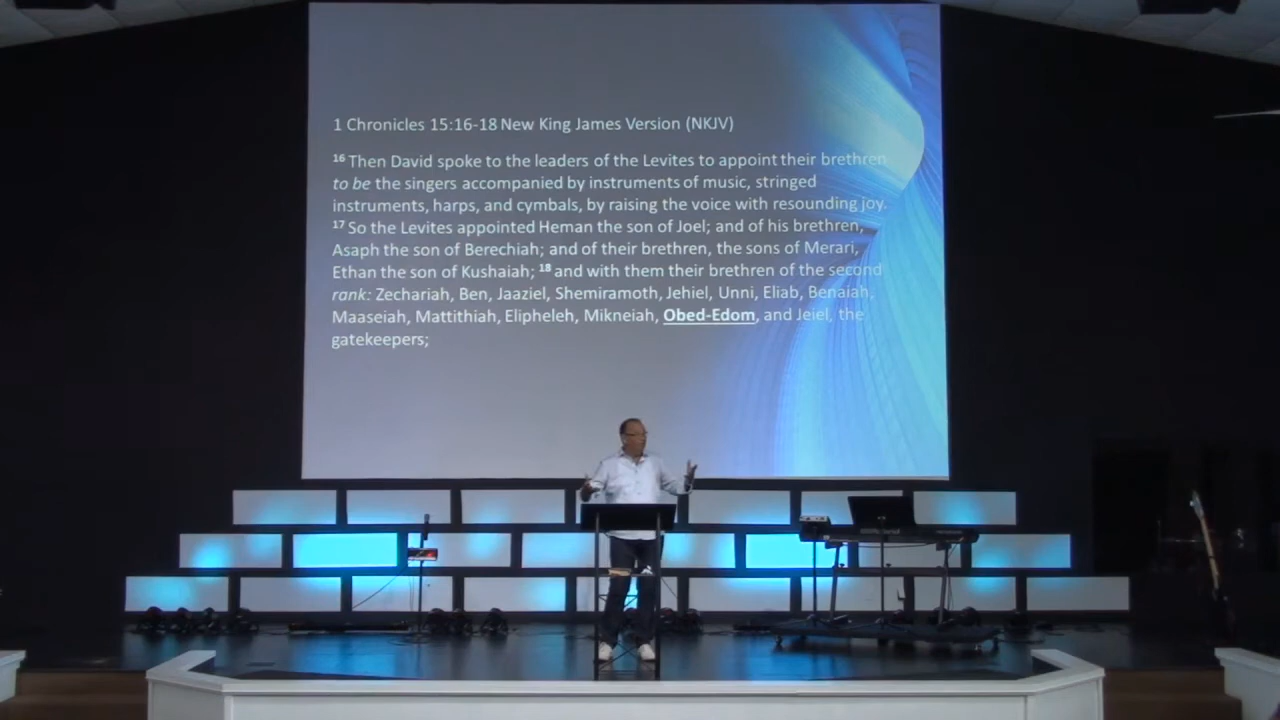 1 Chronicles 15:16-18 New King James Version (NKJV)
16 Then David spoke to the leaders of the Levites to appoint their brethren
to be the singers accompanied by instruments of music, stringed
instruments, harps, and cymbals, by raising the voice with resounding joy.
17 So the Levites appointed Heman the son of Joel; and of his brethren,
Asaph the son of Berechiah; and of their brethren, the sons of Merari,
Ethan the son of Kushaiah; 18 and with them their brethren of the second
rank: Zechariah, Ben, Jaaziel, Shemiramoth, Jehiel, Unni, Eliab, Benaiah,
Maaseiah, Mattithiah, Elipheleh, Mikneiah, Obed-Edom, and Jeiel, the
gatekeepers;